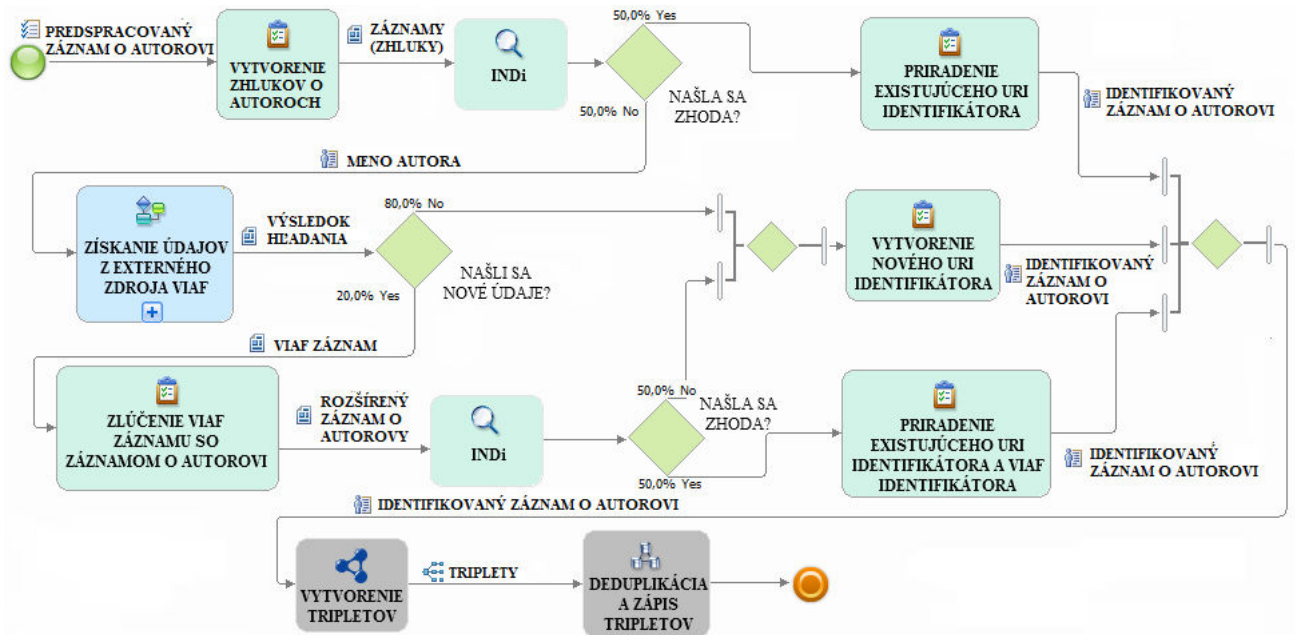 PREDSPRACOVANÝ
ZÁZNAM O AUTOROVI
VYTVORENIE
ZHLUKOV O
AUTOROCH
ZÁZNAMY
(ZHLUKY)
INDi
50,0% Yes
50,0% No
NAŠLA SA
ZHODA?
PRIRADENIE
EXISTUJÚCEHO URI
IDENTIFIKÁTORA
IDENTIFIKOVANÝ
ZÁZNAM O AUTOROVI
MENO AUTORA
ZÍSKANIE ÚDAJOV
Z EXTERNÉHO
ZDROJA VIAF
VÝSLEDOK
HĽADANIA
80,0% No
20,0% Yes
NAŠLI SA
NOVÉ ÚDAJE?
VYTVORENIE
NOVÉHO URI
IDENTIFIKÁTORA
IDENTIFIKOVANÝ
ZÁZNAM O
AUTOROVI
VIAF ZÁZNAM
ZLÚČENIE VIAF
ZÁZNAMU SO
ZÁZNAMOM O AUTOROVI
ROZŠÍRENÝ
ZÁZNAM O
AUTOROVY
INDi
50,0% No
50,0% Yes
NAŠLA SA
ZHODA?
PRIRADENIE
EXISTUJÚCEHO URI
IDENTIFIKÁTORA A VIAF
IDENTIFIKÁTORA
IDENTIFIKOVANÝ
ZÁZNAM O AUTOROVI
IDENTIFIKOVANÝ ZÁZNAM O AUTOROVI
VYTVORENIE
TRIPLETOV
TRIPLETY
DEDUPLIKÁCIA
A ZÁPIS
TRIPLETOV